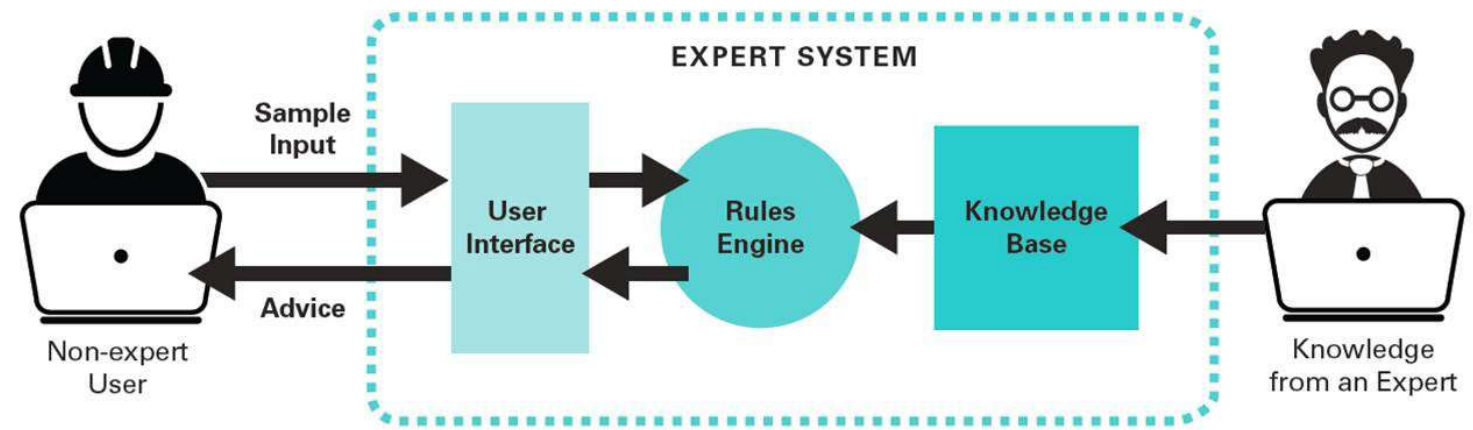 EXPERT SYSTEM
Sample
Input
User
Interface
Rules
Engine
Knowledge
Base
Advice
Non-expert
User
Knowledge
from an Expert